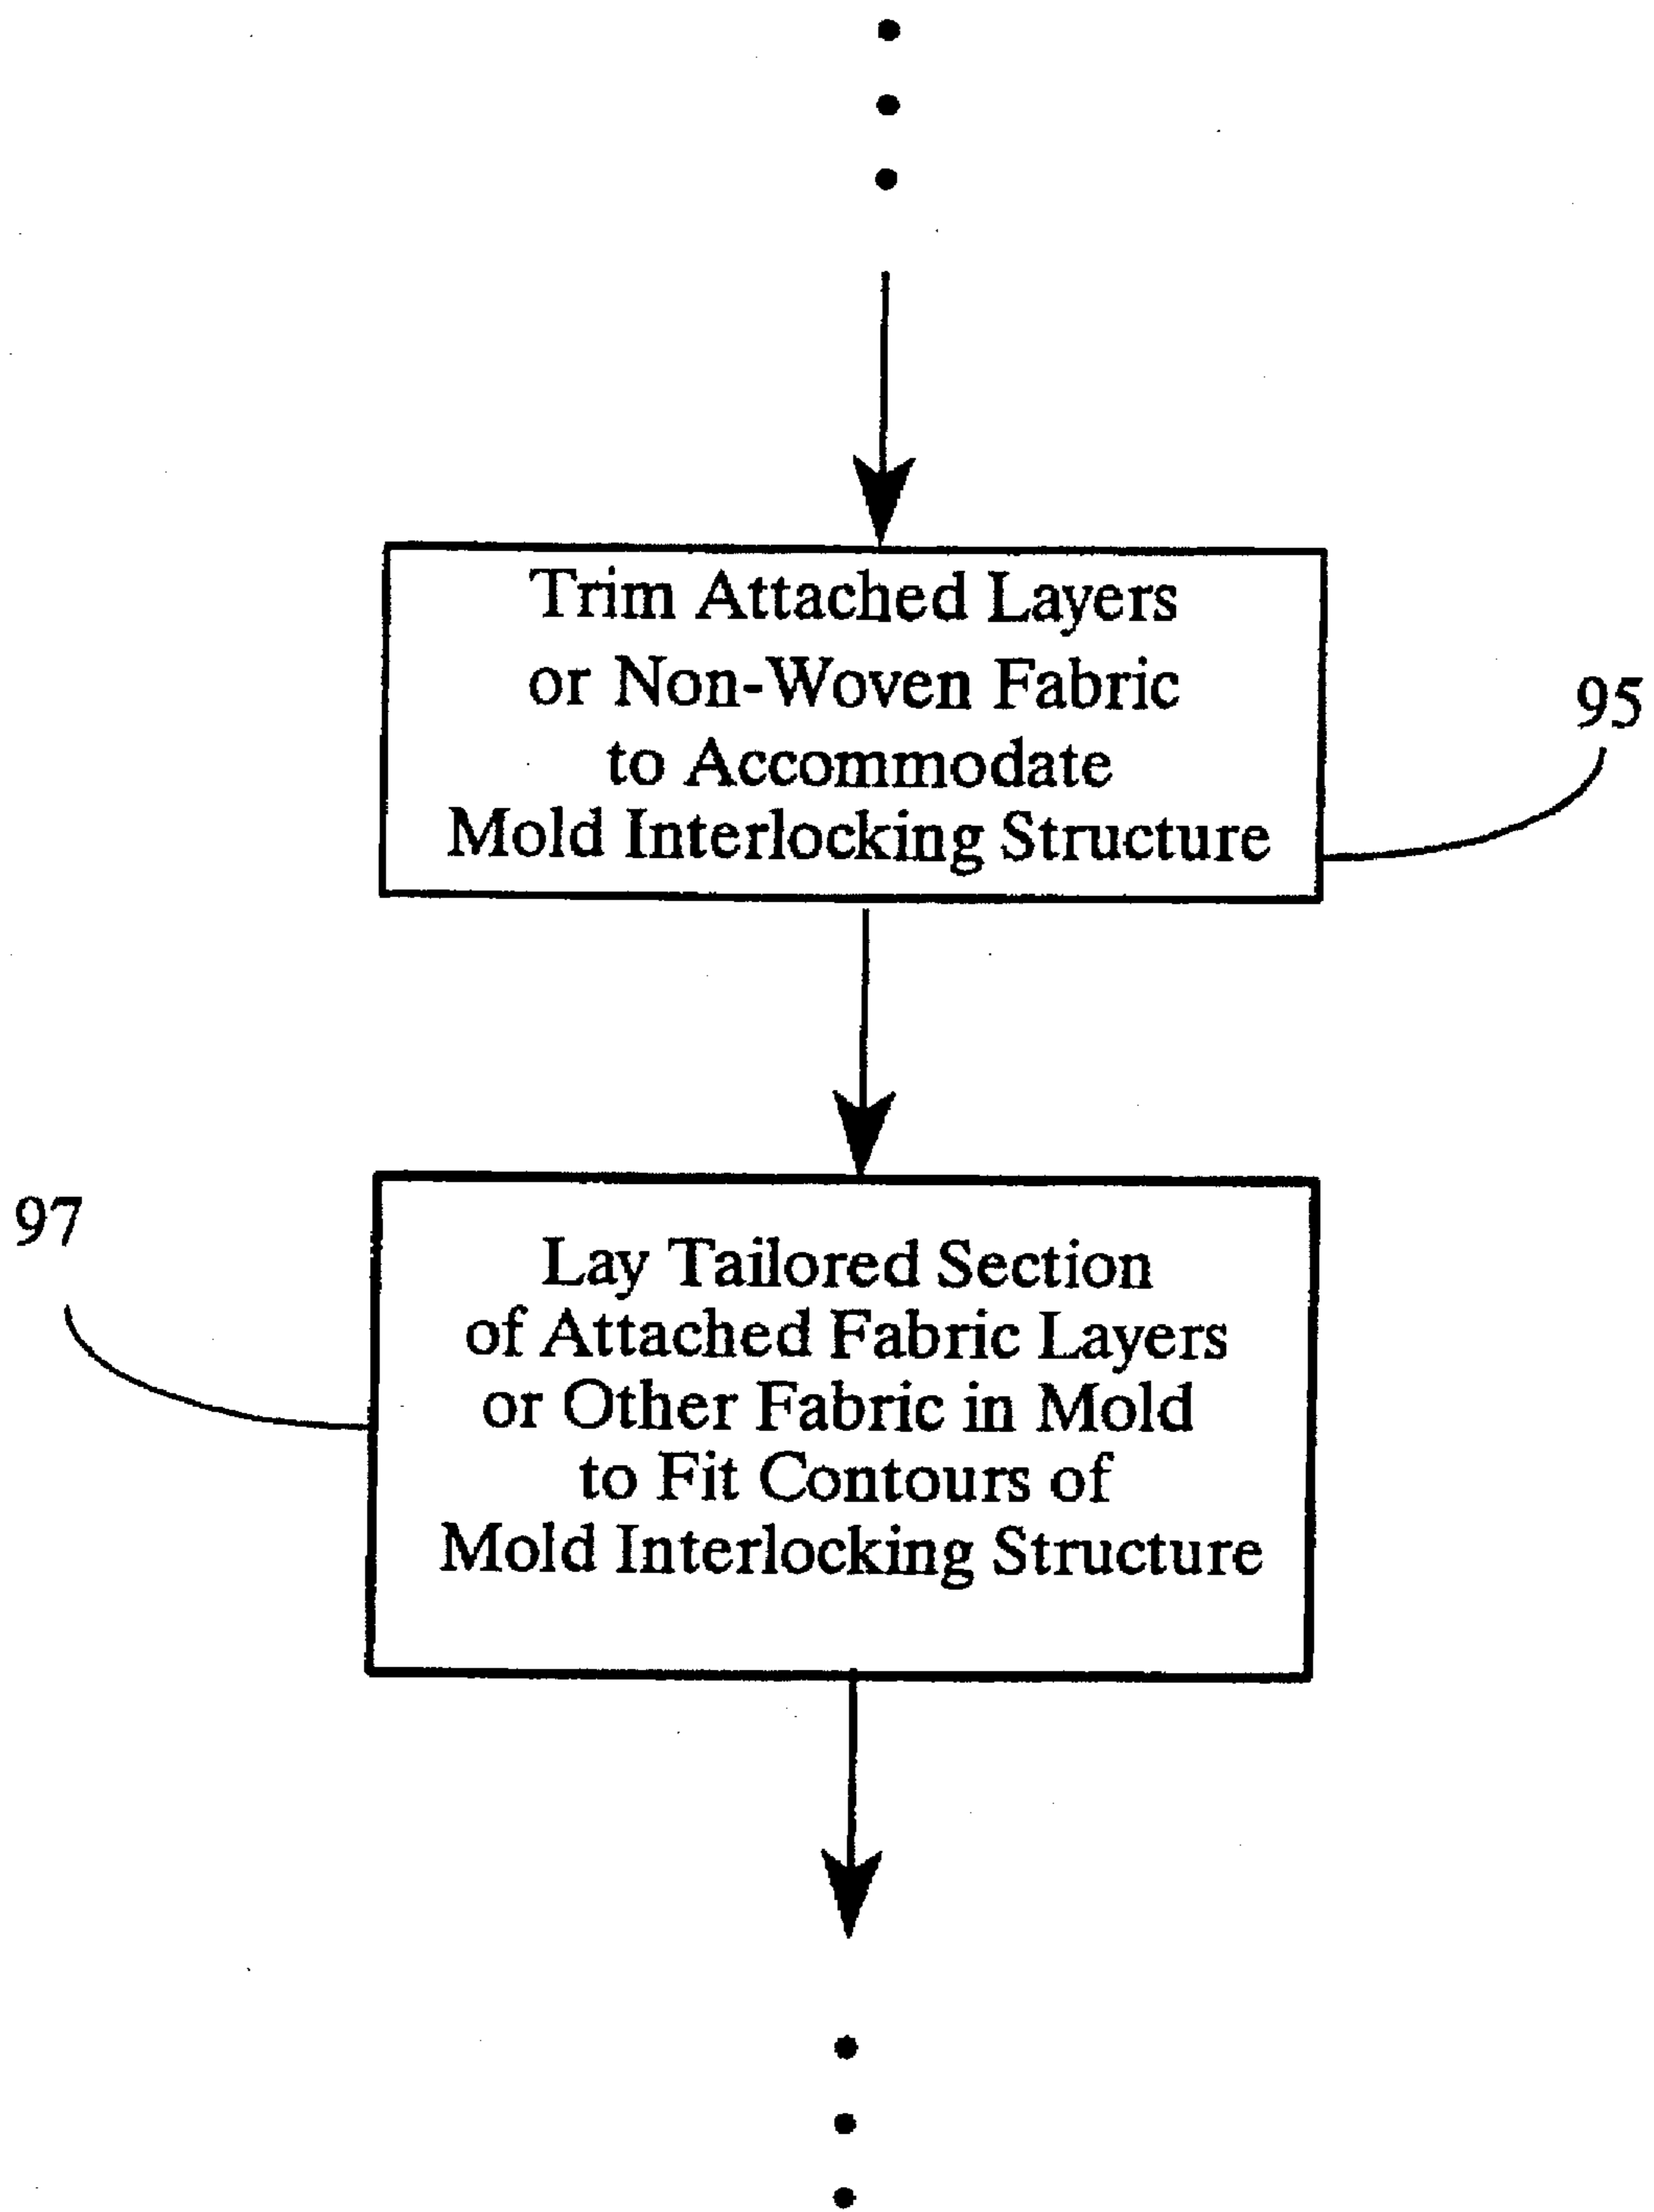 Trim Attached Layers
or Non-Woven Fabric
to Accommodate
Mold Interlocking Structure
95
97
Lay Tailored Section
of Attached Fabric Layers
or Other Fabric in Mold
to Fit Contours of
Mold Interlocking Structure